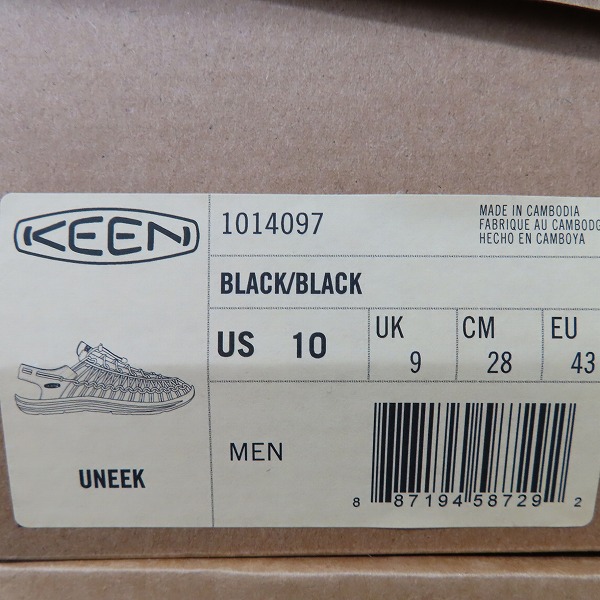 KEEN
1014097
MADE IN CAMBODIA
FABRIQUE AU CAMBODG
HECHO EN CAMBOYA
BLACK/BLACK
US 10
UK 9
CM 28
EU 43
UNEEK
MEN
8 87194 58729 2